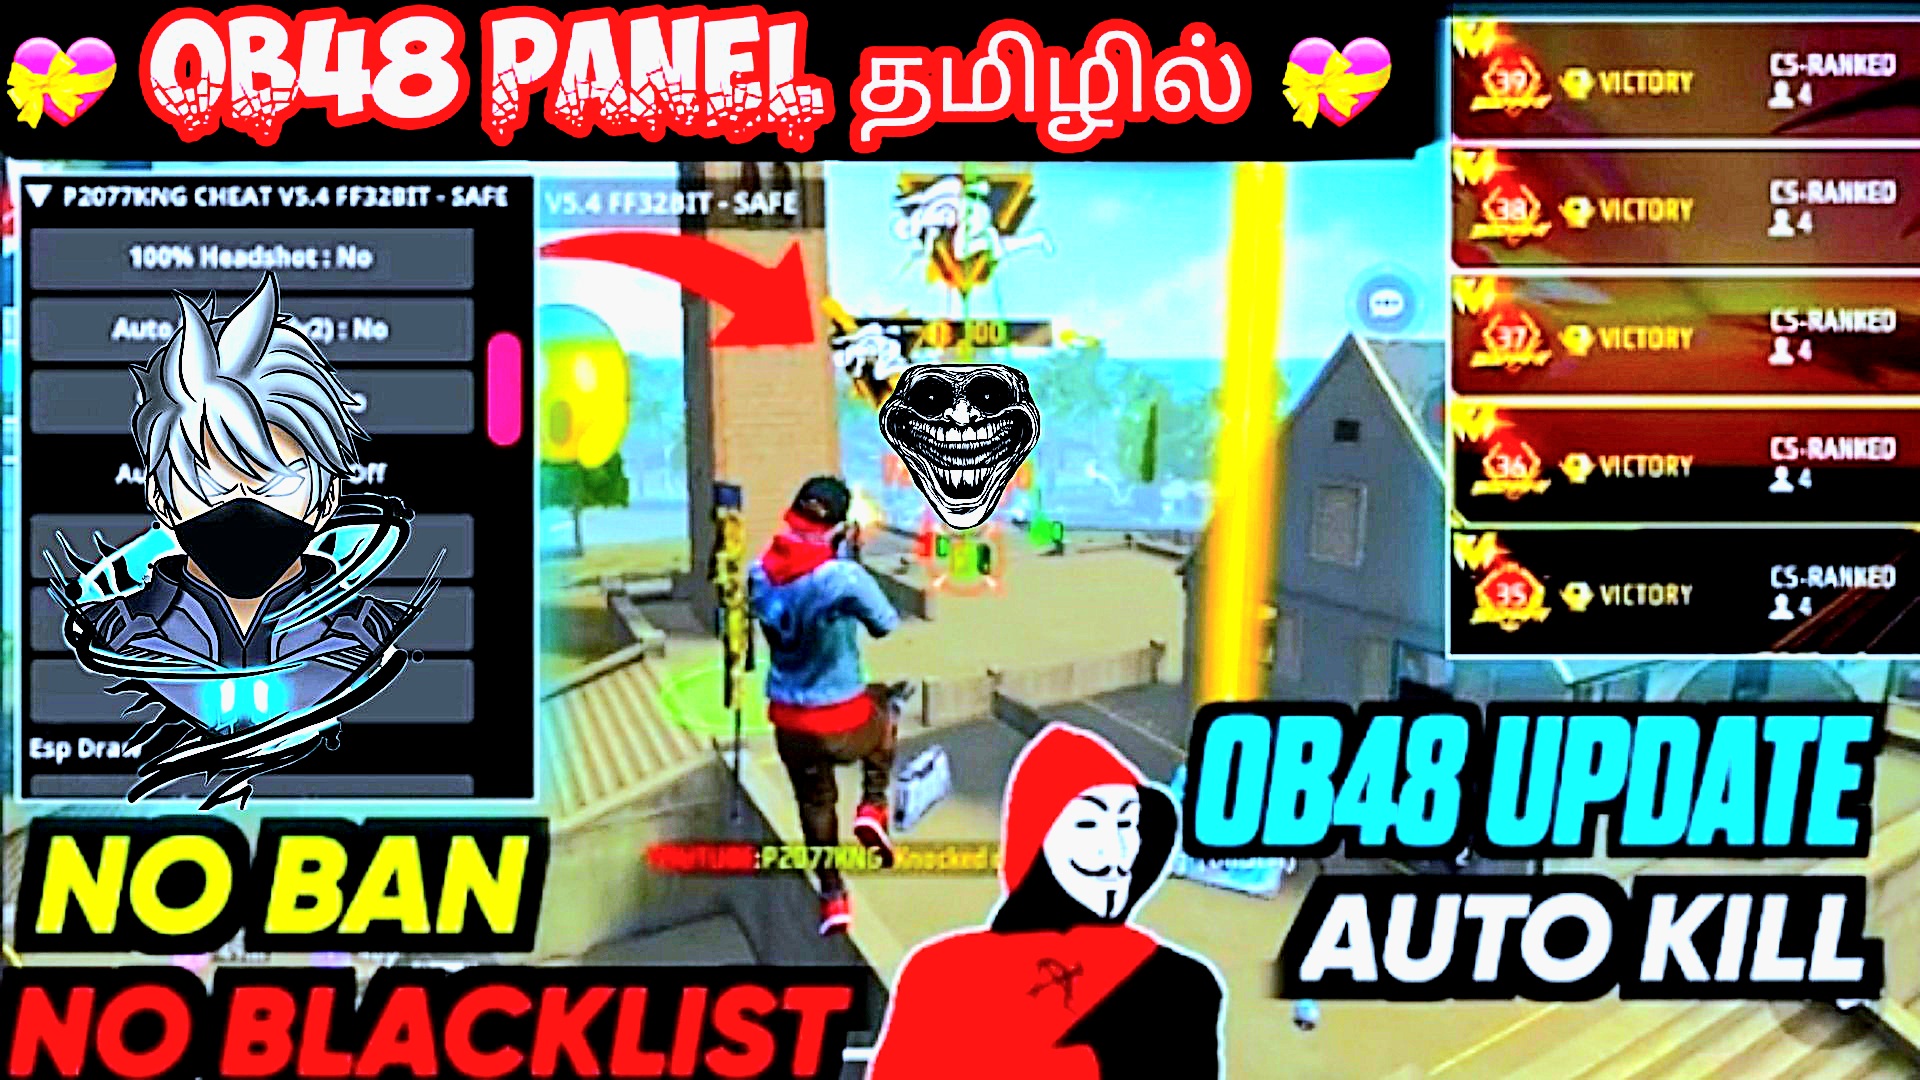 OB48 PANEL தமிழில்
P2077KNG CHEAT V5.4 FF32BIT - SAFE
V5.4 FF32BIT - SAFE
100% Headshot : No
Auto : No
Off
Esp Draw
39 VICTORY CS-RANKED
4
38 VICTORY CS-RANKED
4
37 VICTORY CS-RANKED
4
36 VICTORY CS-RANKED
4
35 VICTORY CS-RANKED
4
:P2077KNG Knocked
OB48 UPDATE
AUTO KILL
NO BAN
NO BLACKLIST